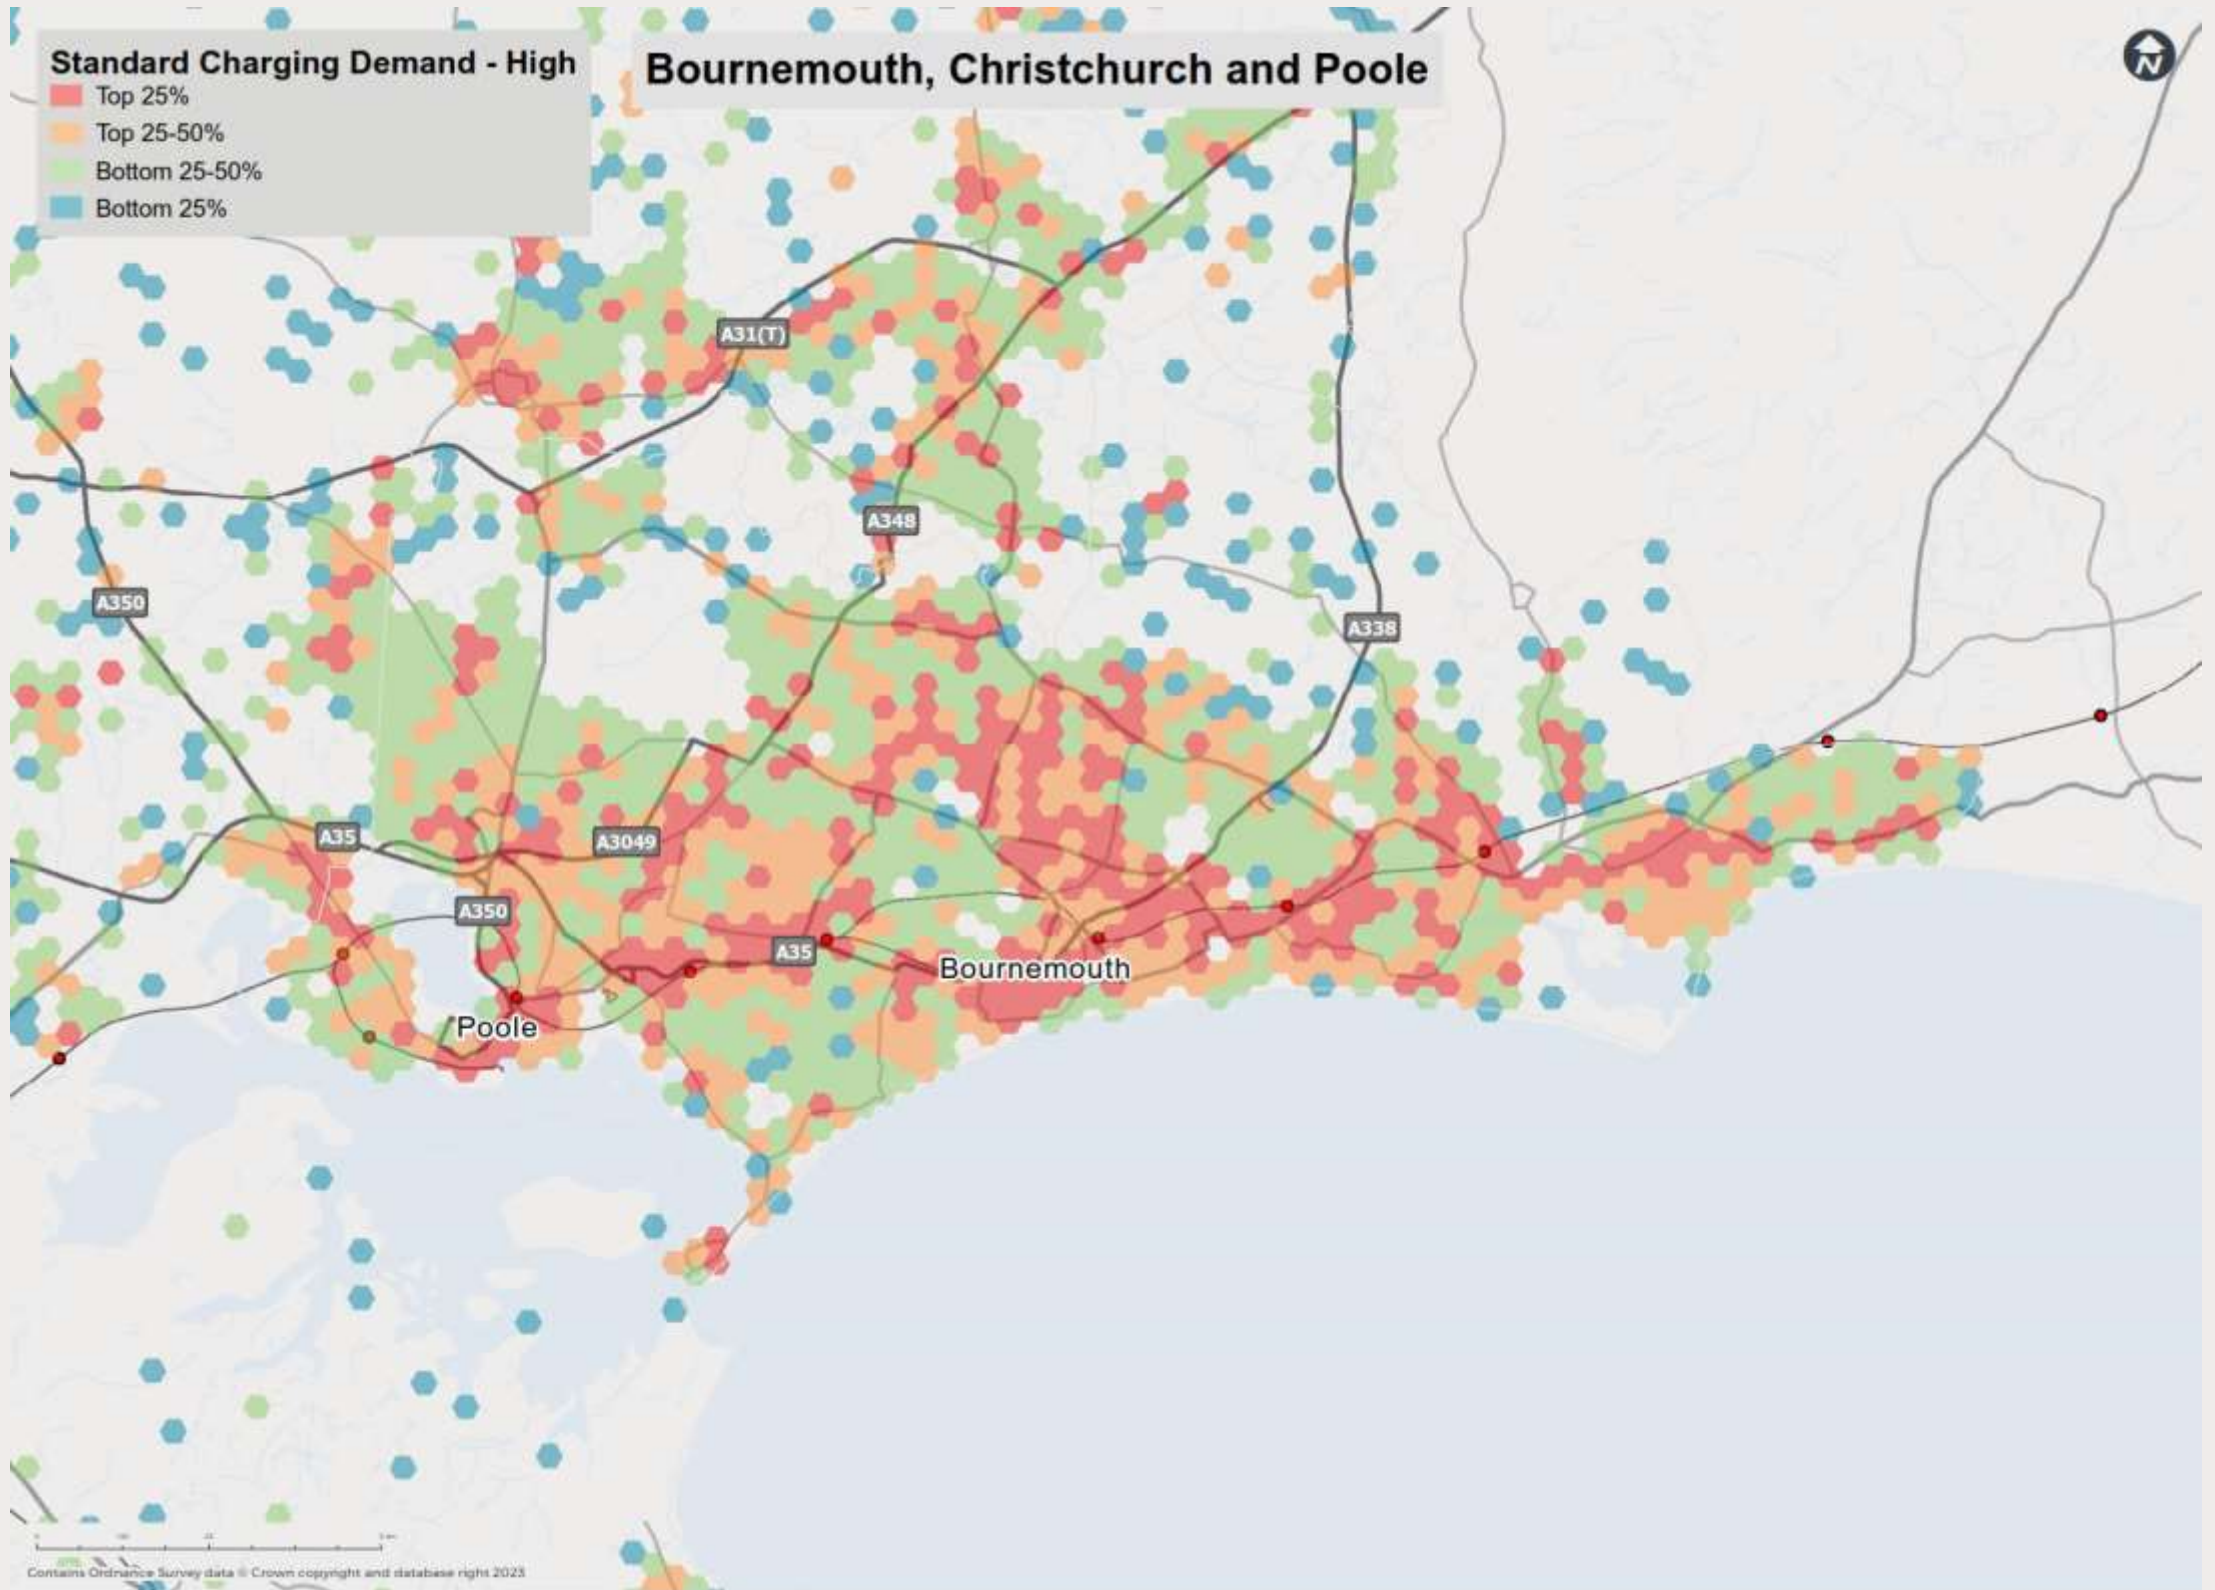 Standard Charging Demand - High
Top 25%
Top 25-50%
Bottom 25-50%
Bottom 25%
Bournemouth, Christchurch and Poole
N
A31(T)
A348
A350
A338
A35
A3049
A350
A35
Bournemouth
Poole
Contains Ordnance Survey data © Crown copyright and database right 2023